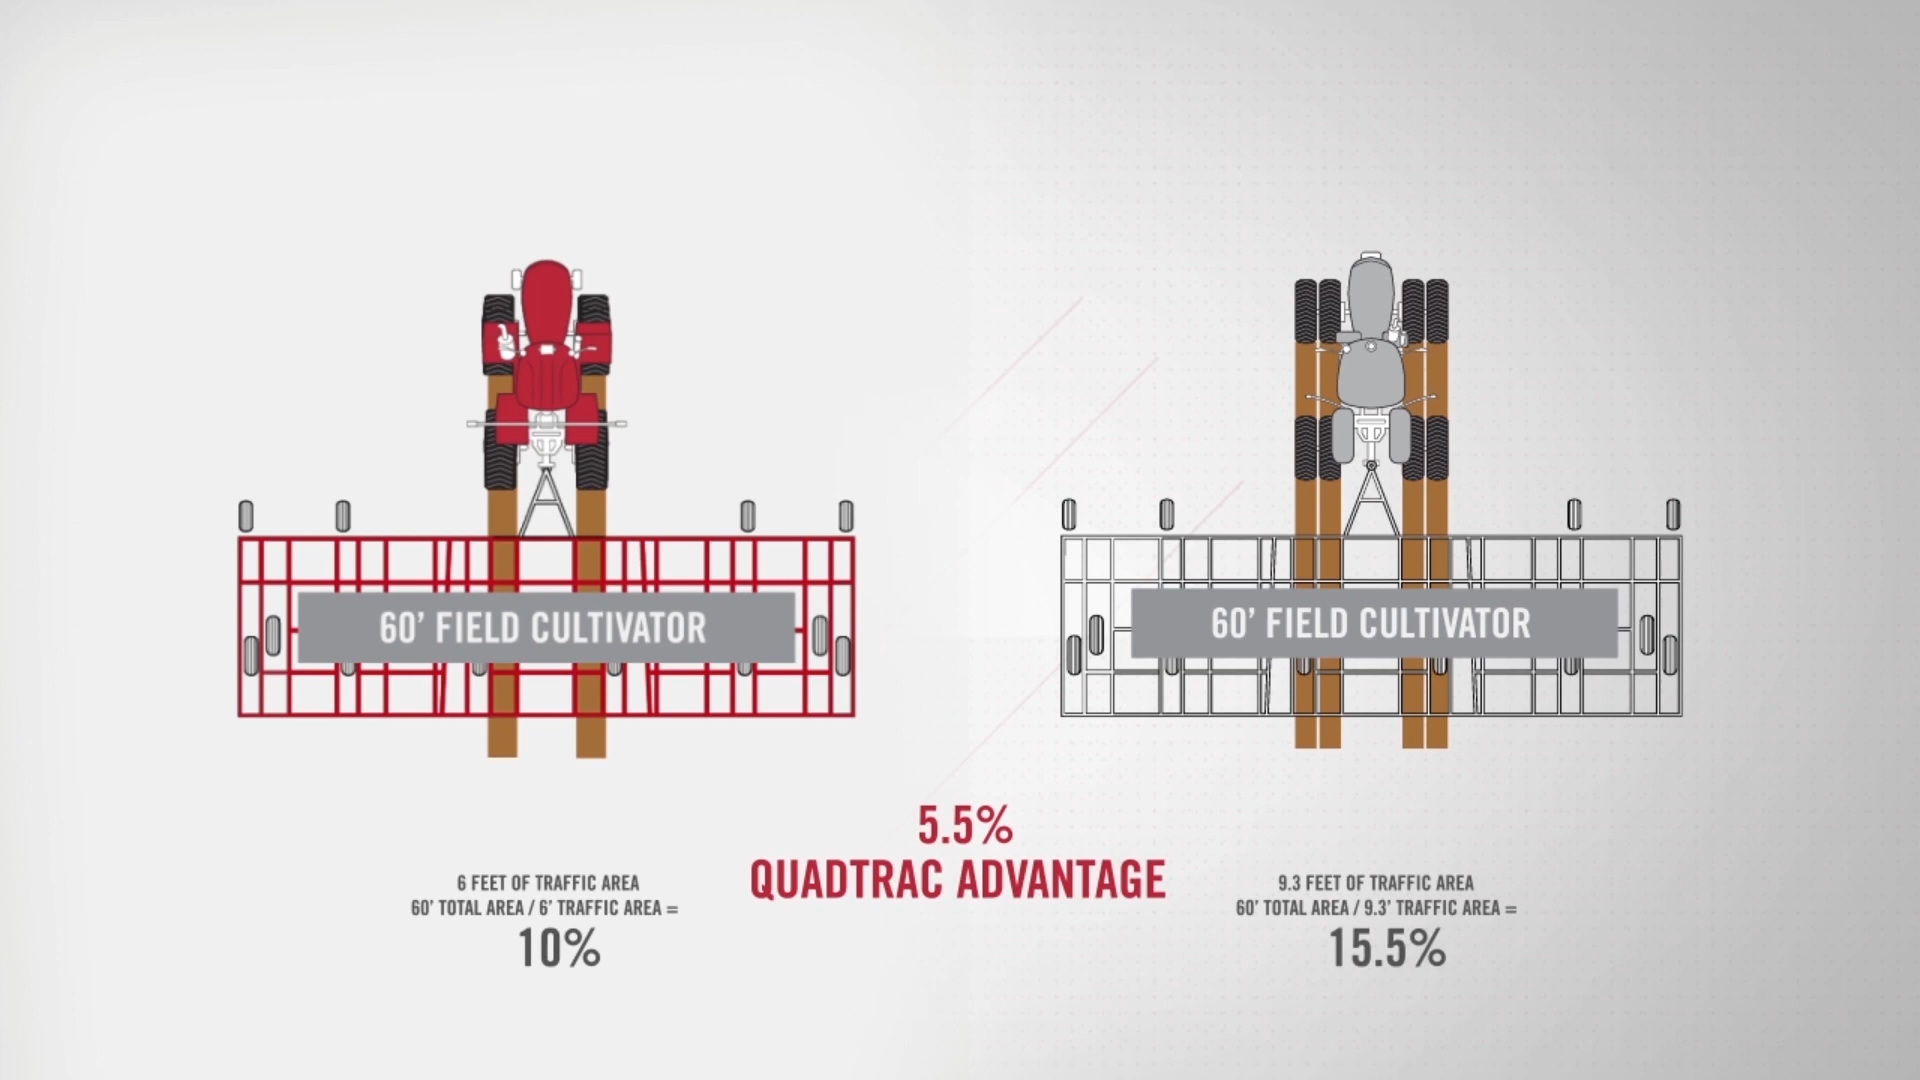 60' FIELD CULTIVATOR
60' FIELD CULTIVATOR
5.5%
QUADTRAC ADVANTAGE
6 FEET OF TRAFFIC AREA
60' TOTAL AREA / 6' TRAFFIC AREA =
10%
9.3 FEET OF TRAFFIC AREA
60' TOTAL AREA / 9.3' TRAFFIC AREA =
15.5%